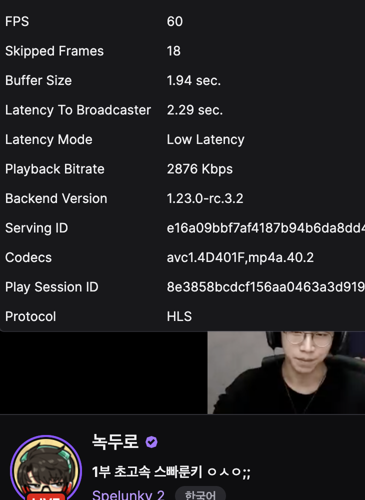 FPS 60
Skipped Frames 18
Buffer Size 1.94 sec.
Latency To Broadcaster 2.29 sec.
Latency Mode Low Latency
Playback Bitrate 2876 Kbps
Backend Version 1.23.0-rc.3.2
Serving ID e16a09bbf7af4187b94b6da8dd4
Codecs avc1.4D401F,mp4a.40.2
Play Session ID 8e3858bcdcf156aa0463a3d919
Protocol HLS
녹두로
1부 초고속 스빠룬키 ㅇㅅㅇ;;
Spelunky 2 한국어